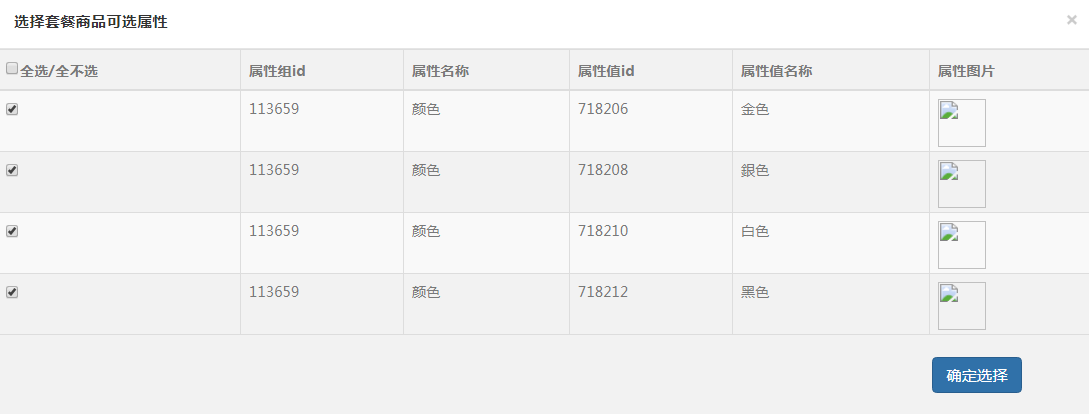 选择套餐商品可选属性 ×
全选/全不选 属性组id 属性名称 属性值id 属性值名称 属性图片
113659 颜色 718206 金色
113659 颜色 718208 銀色
113659 颜色 718210 白色
113659 颜色 718212 黑色
确定选择